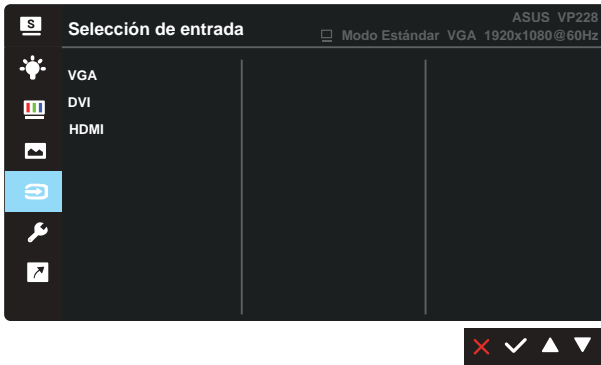 S
Selección de entrada
ASUS VP228
Modo Estándar VGA 1920x1080@60Hz
VGA
DVI
HDMI